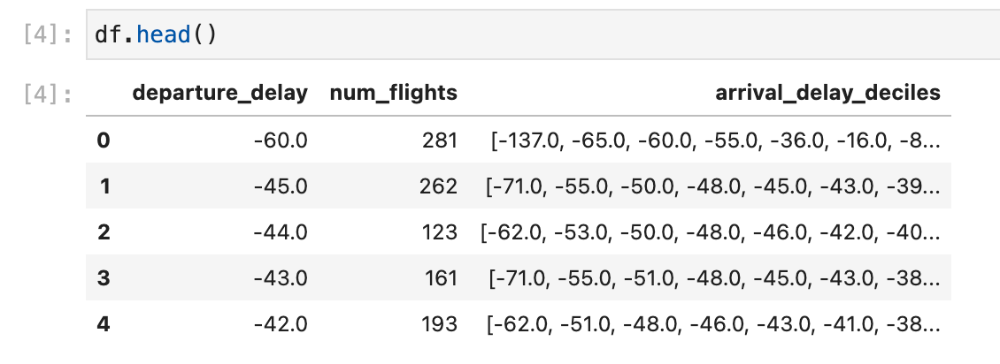 [4]: df.head()
[4]: departure_delay num_flights arrival_delay_deciles
0 -60.0 281 [-137.0, -65.0, -60.0, -55.0, -36.0, -16.0, -8...
1 -45.0 262 [-71.0, -55.0, -50.0, -48.0, -45.0, -43.0, -39...
2 -44.0 123 [-62.0, -53.0, -50.0, -48.0, -46.0, -42.0, -40...
3 -43.0 161 [-71.0, -55.0, -51.0, -48.0, -45.0, -43.0, -38...
4 -42.0 193 [-62.0, -51.0, -48.0, -46.0, -43.0, -41.0, -38...